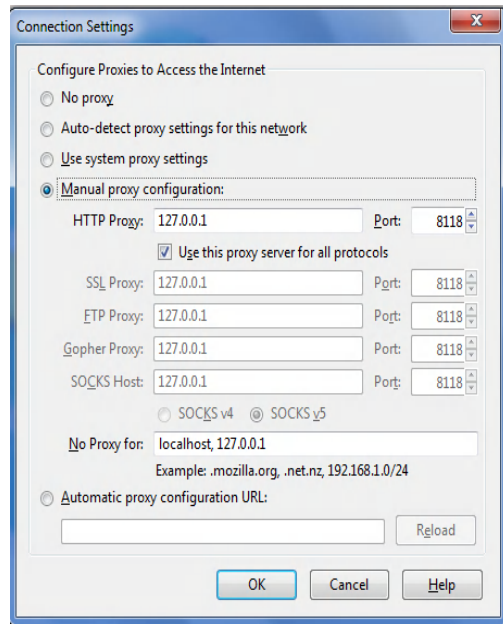 Connection Settings
Configure Proxies to Access the Internet
No proxy
Auto-detect proxy settings for this network
Use system proxy settings
Manual proxy configuration:
HTTP Proxy: 127.0.0.1 Port: 8118
Use this proxy server for all protocols
SSL Proxy: 127.0.0.1 Port: 8118
FTP Proxy: 127.0.0.1 Port: 8118
Gopher Proxy: 127.0.0.1 Port: 8118
SOCKS Host: 127.0.0.1 Port: 8118
SOCKS v4 SOCKS v5
No Proxy for: localhost, 127.0.0.1
Example: .mozilla.org, .net.nz, 192.168.1.0/24
Automatic proxy configuration URL:
Reload
OK Cancel Help